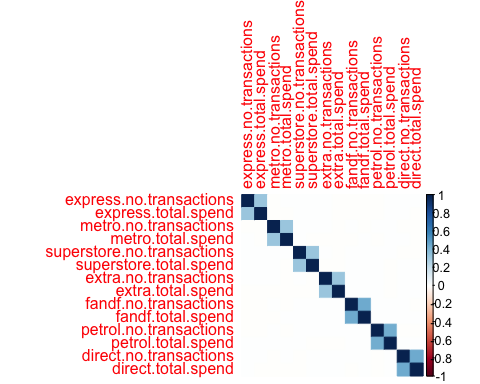 express.no.transactions
express.total.spend
metro.no.transactions
metro.total.spend
superstore.no.transactions
superstore.total.spend
extra.no.transactions
extra.total.spend
fandf.no.transactions
fandf.total.spend
petrol.no.transactions
petrol.total.spend
direct.no.transactions
direct.total.spend
express.no.transactions
express.total.spend
metro.no.transactions
metro.total.spend
superstore.no.transactions
superstore.total.spend
extra.no.transactions
extra.total.spend
fandf.no.transactions
fandf.total.spend
petrol.no.transactions
petrol.total.spend
direct.no.transactions
direct.total.spend
1
0.8
0.6
0.4
0.2
0
-0.2
-0.4
-0.6
-0.8
-1